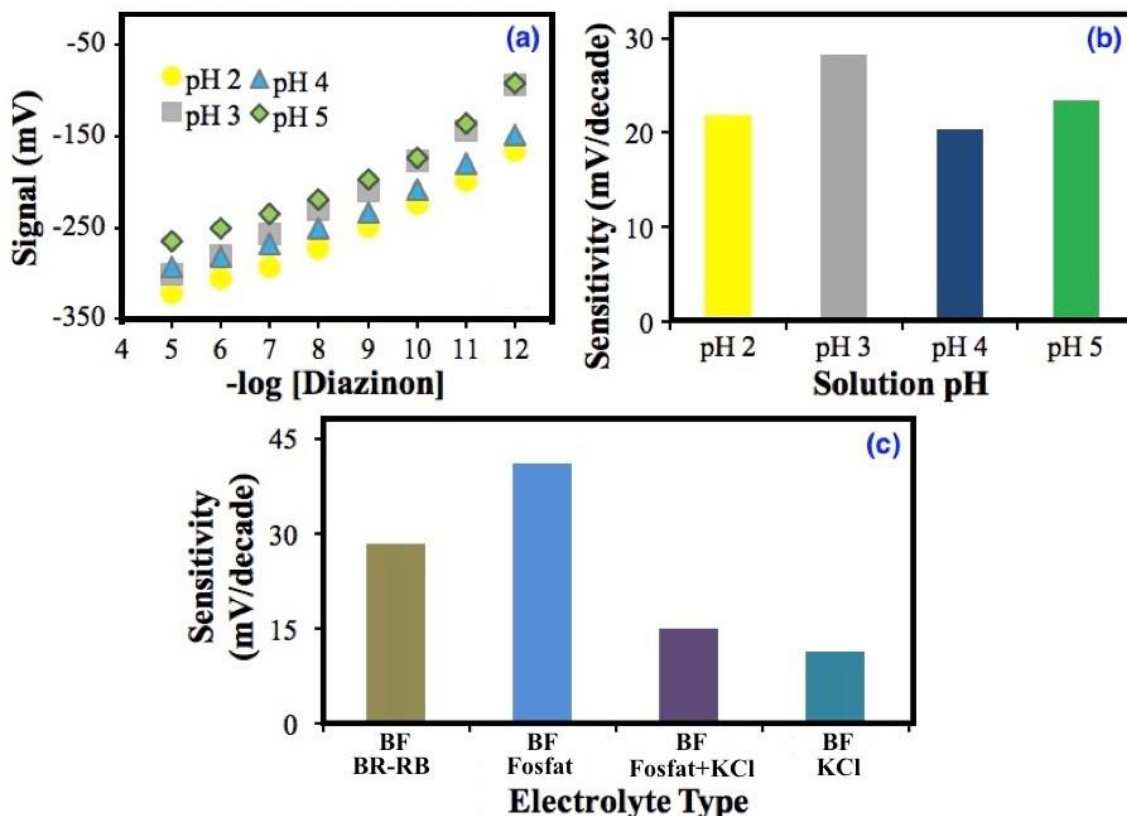 (a)
-50
-150
-250
-350
Signal (mV)
pH 2 pH 4
pH 3 pH 5
4 5 6 7 8 9 10 11 12
-log [Diazinon]
(b)
30
20
10
0
Sensitivity (mV/decade)
pH 2 pH 3 pH 4 pH 5
Solution pH
(c)
45
30
15
0
Sensitivity
(mV/decade)
BF BF BF BF
BR-RB Fosfat Fosfat+KCl KCl
Electrolyte Type